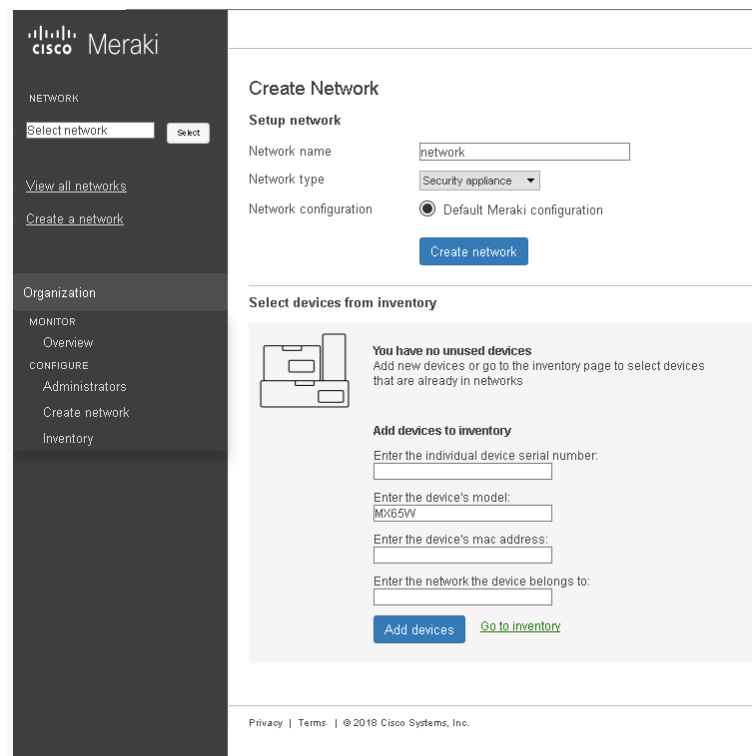 cisco Meraki
NETWORK
Select network
Select
View all networks
Create a network
Organization
MONITOR
Overview
CONFIGURE
Administrators
Create network
Inventory
Create Network
Setup network
Network name
network
Network type
Security appliance
Network configuration
Default Meraki configuration
Create network
Select devices from inventory
You have no unused devices
Add new devices or go to the inventory page to select devices
that are already in networks
Add devices to inventory
Enter the individual device serial number:
Enter the device's model:
MX65W
Enter the device's mac address:
Enter the network the device belongs to:
Add devices
Go to inventory
Privacy | Terms | © 2018 Cisco Systems, Inc.